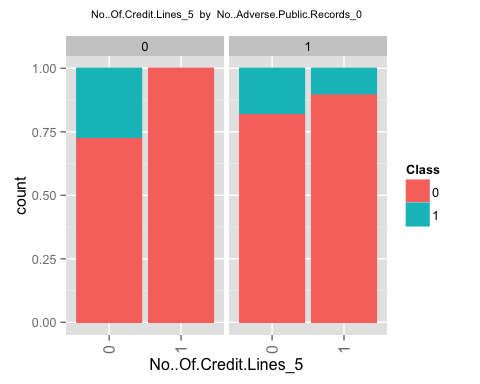 No..Of.Credit.Lines_5 by No..Adverse.Public.Records_0
0 1
1.00
0.75
0.50
0.25
0.00
count
0 1 0 1
No..Of.Credit.Lines_5
Class
0
1